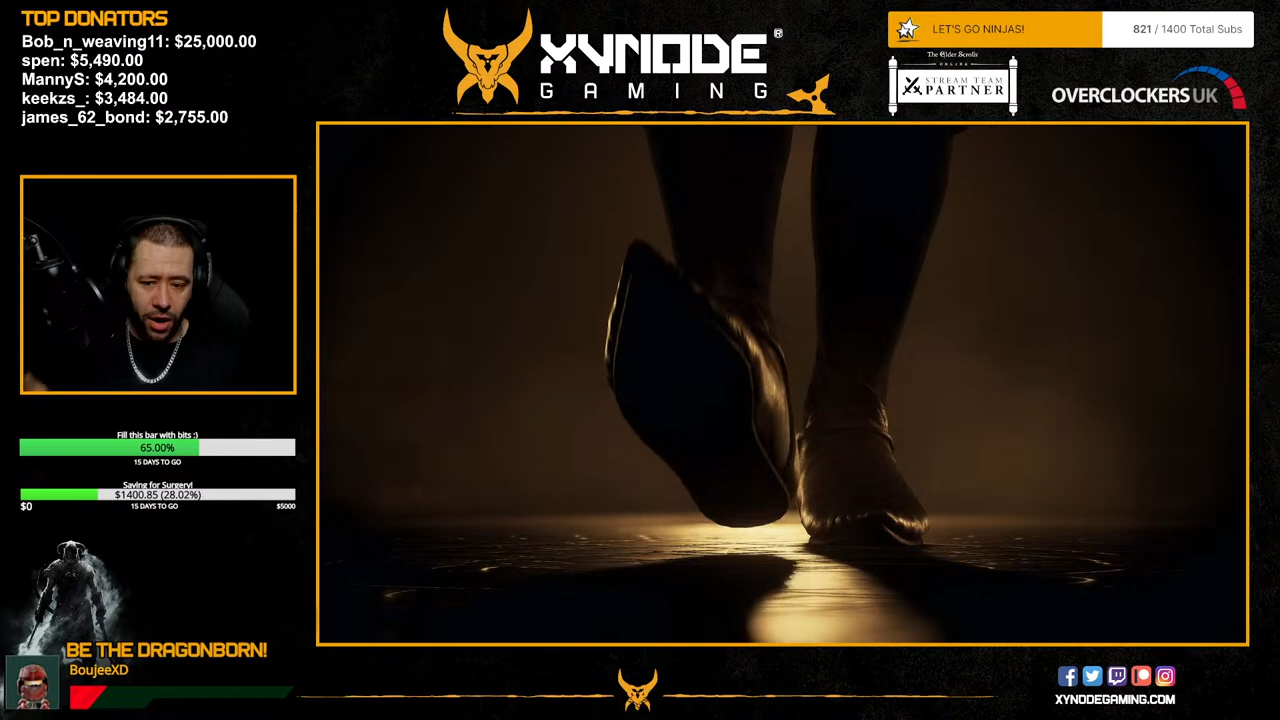 TOP DONATORS
Bob_n_weaving11: $25,000.00
spen: $5,490.00
MannyS: $4,200.00
keekzs_: $3,484.00
james_62_bond: $2,755.00
XYNODE ®
GAMING
LET'S GO NINJAS!
821 / 1400 Total Subs
The Elder Scrolls
ONLINE
STREAM TEAM
PARTNER
OVERCLOCKERS UK
Fill this bar with bits :)
65.00%
15 DAYS TO GO
Saving for Surgery!
$1400.85 (28.02%)
$0 15 DAYS TO GO $5000
BE THE DRAGONBORN!
BoujeeXD
XYNODEGAMING.COM